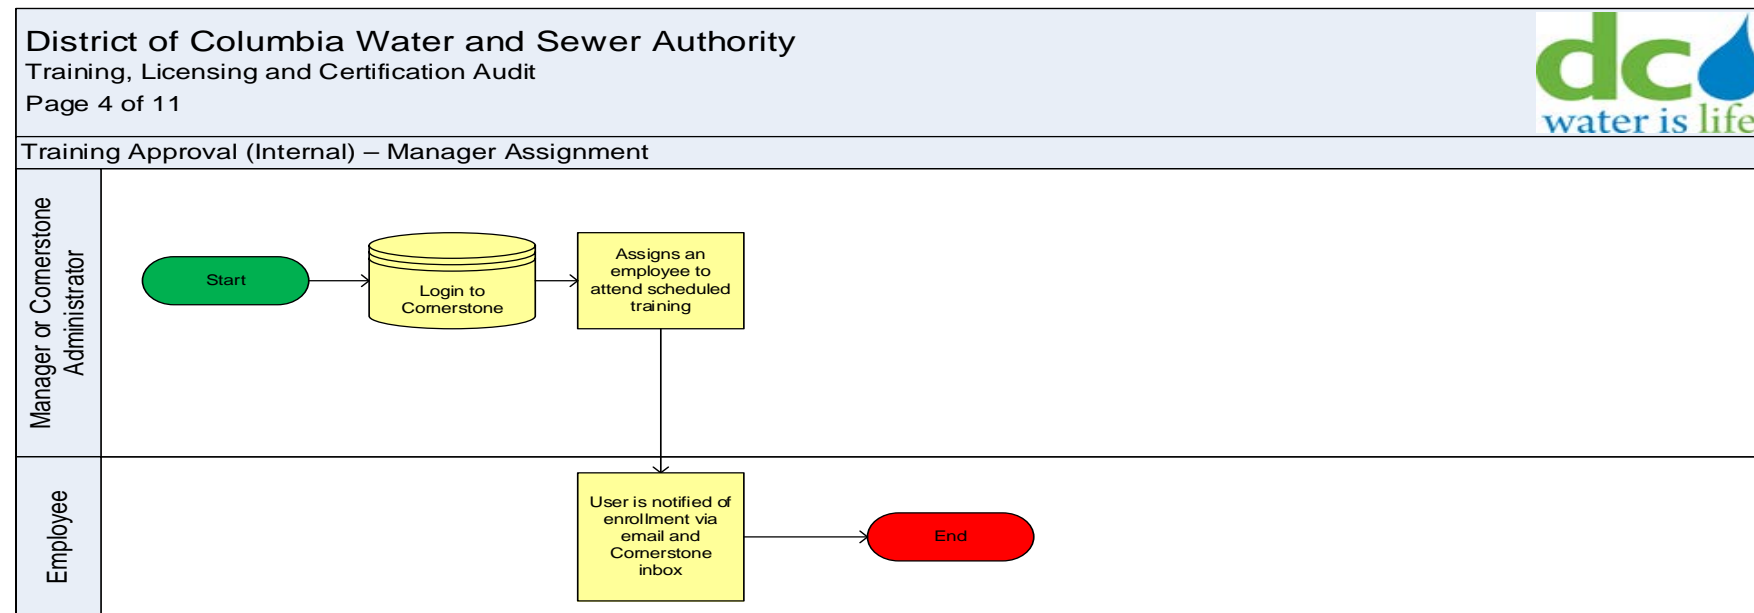 District of Columbia Water and Sewer Authority
Training, Licensing and Certification Audit
Page 4 of 11
dc
water is life
Training Approval (Internal) – Manager Assignment
Manager or Cornerstone
Administrator
Start
Login to
Cornerstone
Assigns an
employee to
attend scheduled
training
Employee
User is notified of
enrollment via
email and
Cornerstone
inbox
End